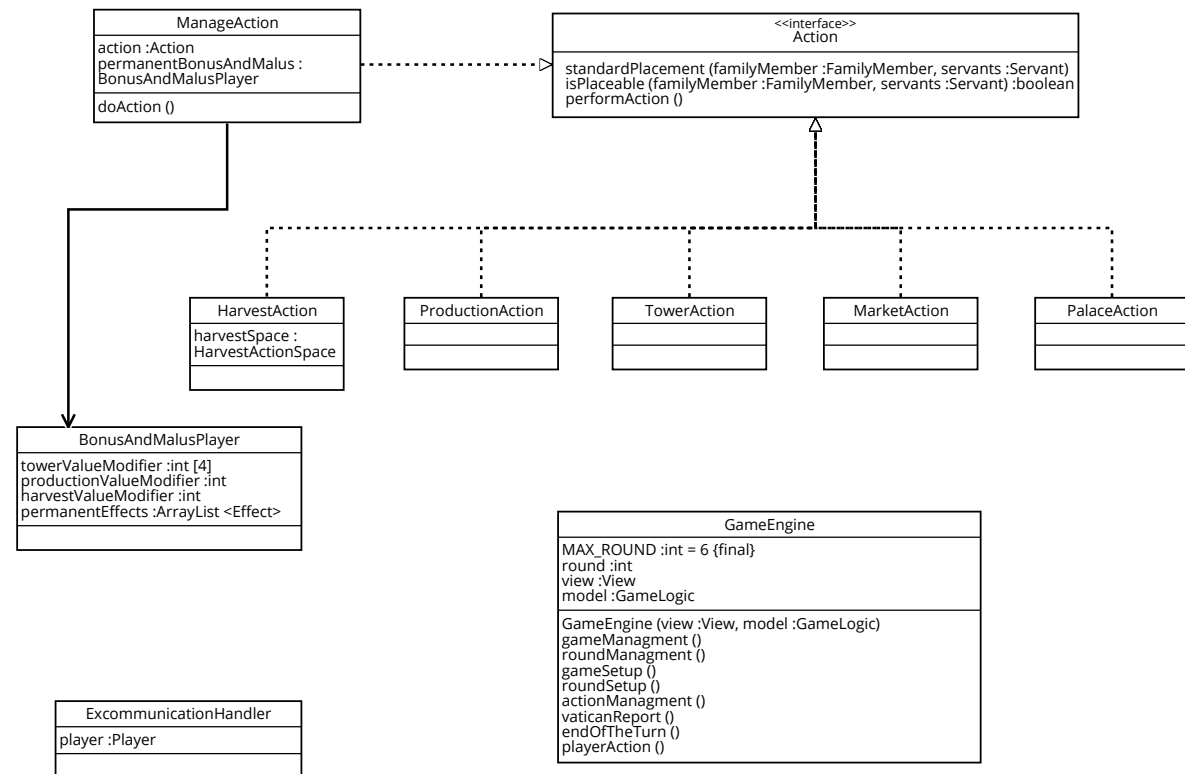 ManageAction
action :Action
permanentBonusAndMalus :
BonusAndMalusPlayer
doAction ()
<<interface>>
Action
standardPlacement (familyMember :FamilyMember, servants :Servant)
isPlaceable (familyMember :FamilyMember, servants :Servant) :boolean
performAction ()
HarvestAction
harvestSpace :
HarvestActionSpace
ProductionAction
TowerAction
MarketAction
PalaceAction
BonusAndMalusPlayer
towerValueModifier :int [4]
productionValueModifier :int
harvestValueModifier :int
permanentEffects :ArrayList <Effect>
GameEngine
MAX_ROUND :int = 6 {final}
round :int
view :View
model :GameLogic
GameEngine (view :View, model :GameLogic)
gameManagment ()
roundManagment ()
gameSetup ()
roundSetup ()
actionManagment ()
vaticanReport ()
endOfTheTurn ()
playerAction ()
ExcommunicationHandler
player :Player